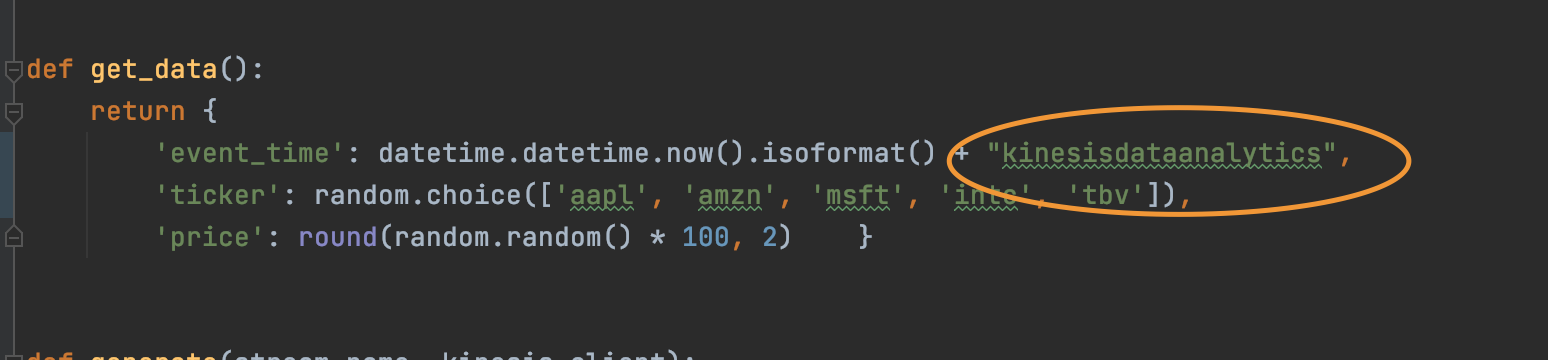 def get_data():
    return {
        'event_time': datetime.datetime.now().isoformat() + "kinesisdataanalytics",
        'ticker': random.choice(['aapl', 'amzn', 'msft', 'intc', 'tbv']),
        'price': round(random.random() * 100, 2)    }
def generate(stream_name, kinesis_client):